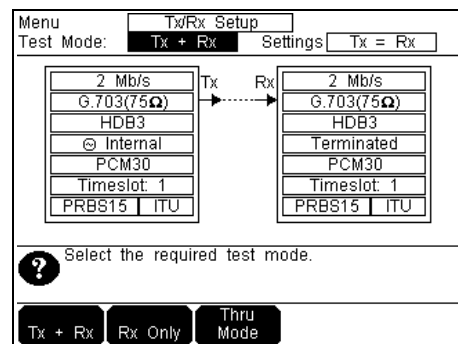 Menu Tx/Rx Setup
Test Mode: Tx + Rx Settings Tx = Rx
2 Mb/s Tx Rx 2 Mb/s
G.703(75Ω) G.703(75Ω)
HDB3 HDB3
Internal Terminated
PCM30 PCM30
Timeslot: 1 Timeslot: 1
PRBS15 ITU PRBS15 ITU
? Select the required test mode.
Tx + Rx Rx Only Thru Mode